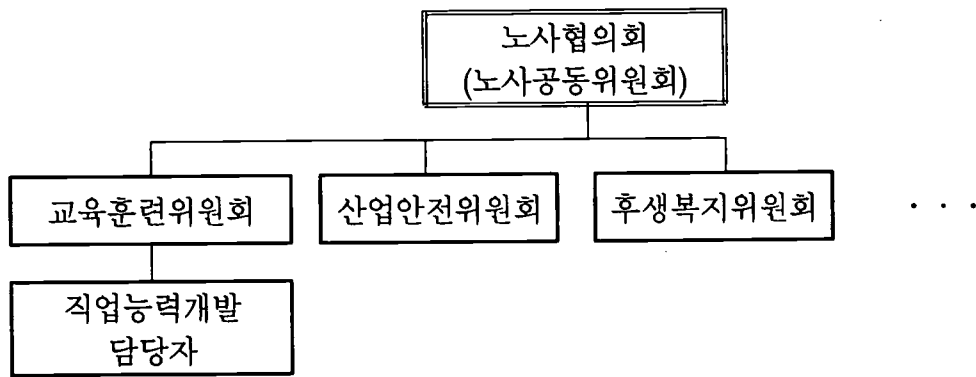 노사협의회
(노사공동위원회)
교육훈련위원회
산업안전위원회
후생복지위원회
. . .
직업능력개발
담당자